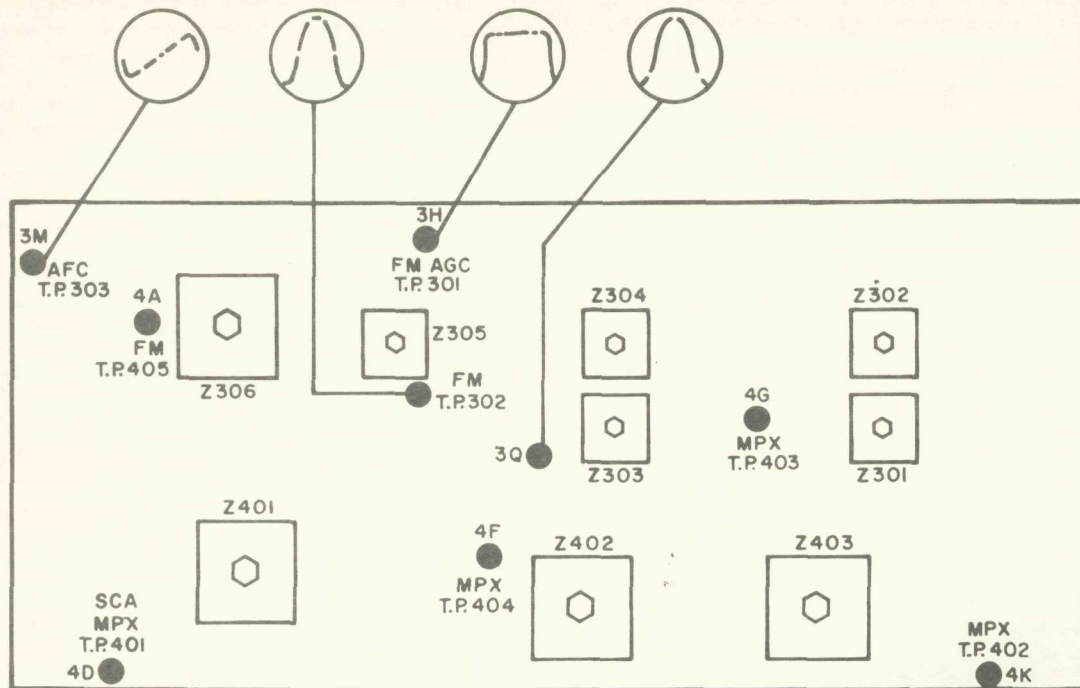 3M
AFC
T.P.303
4A
FM
T.P.405
Z306
3H
FM AGC
T.P.301
Z305
FM
T.P.302
Z304
Z302
3Q
Z303
4G
MPX
T.P.403
Z301
Z401
4F
MPX
T.P.404
Z402
Z403
SCA
MPX
T.P.401
4D
MPX
T.P.402
4K